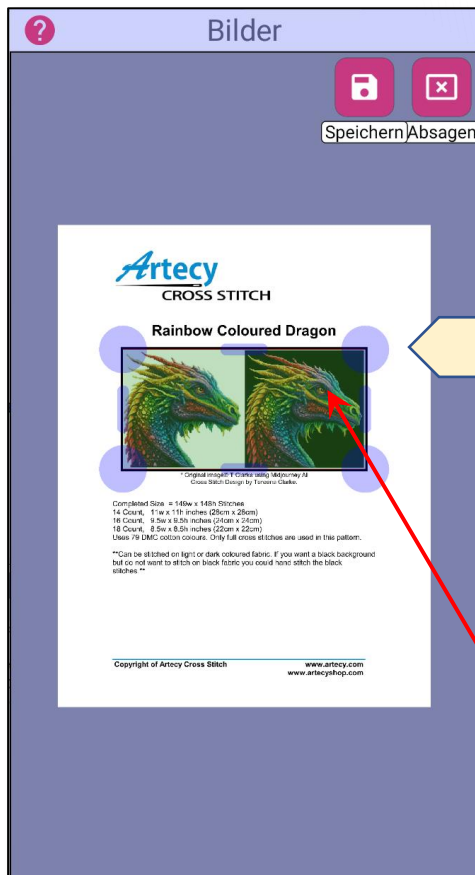 ?
Bilder
Speichern Absagen
Artecy
CROSS STITCH
Rainbow Coloured Dragon
* Original image© T Clarke using Midjourney AI
Cross Stitch Design by Tereena Clarke.
Completed Size = 149w x 148h Stitches
14 Count, 11w x 11h inches (28cm x 28cm)
16 Count, 9.5w x 9.5h inches (24cm x 24cm)
18 Count, 8.5w x 8.5h inches (22cm x 22cm)
Uses 79 DMC cotton colours. Only full cross stitches are used in this pattern.
**Can be stitched on light or dark coloured fabric. If you want a black background
but do not want to stitch on black fabric you could hand stitch the black
stitches.**
Copyright of Artecy Cross Stitch
www.artecy.com
www.artecyshop.com